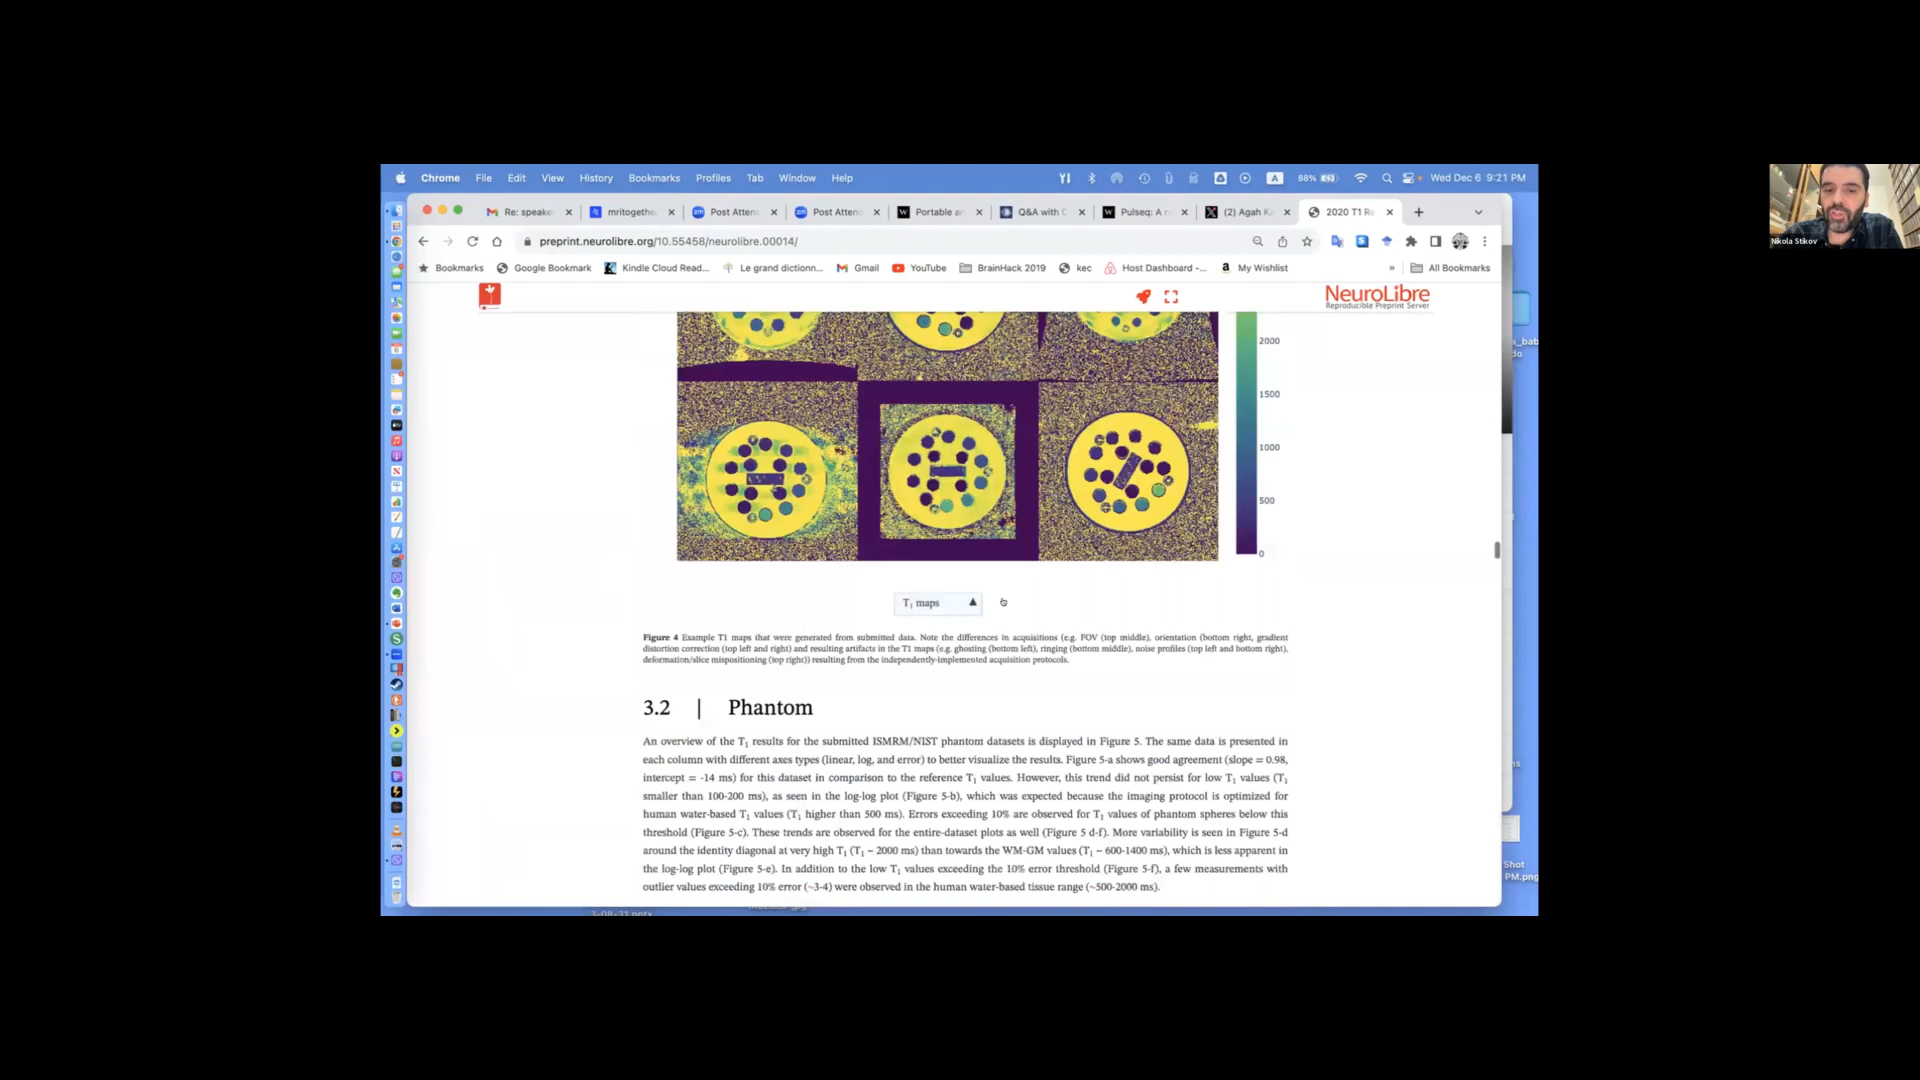 Chrome File Edit View History Bookmarks Profiles Tab Window Help A 88% Wed Dec 6 9:21 PM
Re: speake mritogethe Post Atten Post Atten Portable ar Q&A with C Pulseq: A r (2) Agah K 2020 T1 Re
preprint.neurolibre.org/10.55458/neurolibre.00014/
Bookmarks Google Bookmark Kindle Cloud Read... Le grand dictionn... Gmail YouTube BrainHack 2019 kec Host Dashboard -... My Wishlist » All Bookmarks
NeuroLibre
Reproducible Preprint Server
Nikola Stikov
2000
1500
1000
500
0
T₁ maps
Figure 4 Example T1 maps that were generated from submitted data. Note the differences in acquisitions (e.g. FOV (top middle), orientation (bottom right, gradient
distortion correction (top left and right) and resulting artifacts in the T1 maps (e.g. ghosting (bottom left), ringing (bottom middle), noise profiles (top left and bottom right),
deformation/slice mispositioning (top right)) resulting from the independently-implemented acquisition protocols.
3.2 | Phantom
An overview of the T₁ results for the submitted ISMRM/NIST phantom datasets is displayed in Figure 5. The same data is presented in
each column with different axes types (linear, log, and error) to better visualize the results. Figure 5-a shows good agreement (slope = 0.98,
intercept = -14 ms) for this dataset in comparison to the reference T₁ values. However, this trend did not persist for low T₁ values (T₁
smaller than 100-200 ms), as seen in the log-log plot (Figure 5-b), which was expected because the imaging protocol is optimized for
human water-based T₁ values (T₁ higher than 500 ms). Errors exceeding 10% are observed for T₁ values of phantom spheres below this
threshold (Figure 5-c). These trends are observed for the entire-dataset plots as well (Figure 5 d-f). More variability is seen in Figure 5-d
around the identity diagonal at very high T₁ (T₁ ~ 2000 ms) than towards the WM-GM values (T₁ ~ 600-1400 ms), which is less apparent in
the log-log plot (Figure 5-e). In addition to the low T₁ values exceeding the 10% error threshold (Figure 5-f), a few measurements with
outlier values exceeding 10% error (~3-4) were observed in the human water-based tissue range (~500-2000 ms).
Shot
PM.png